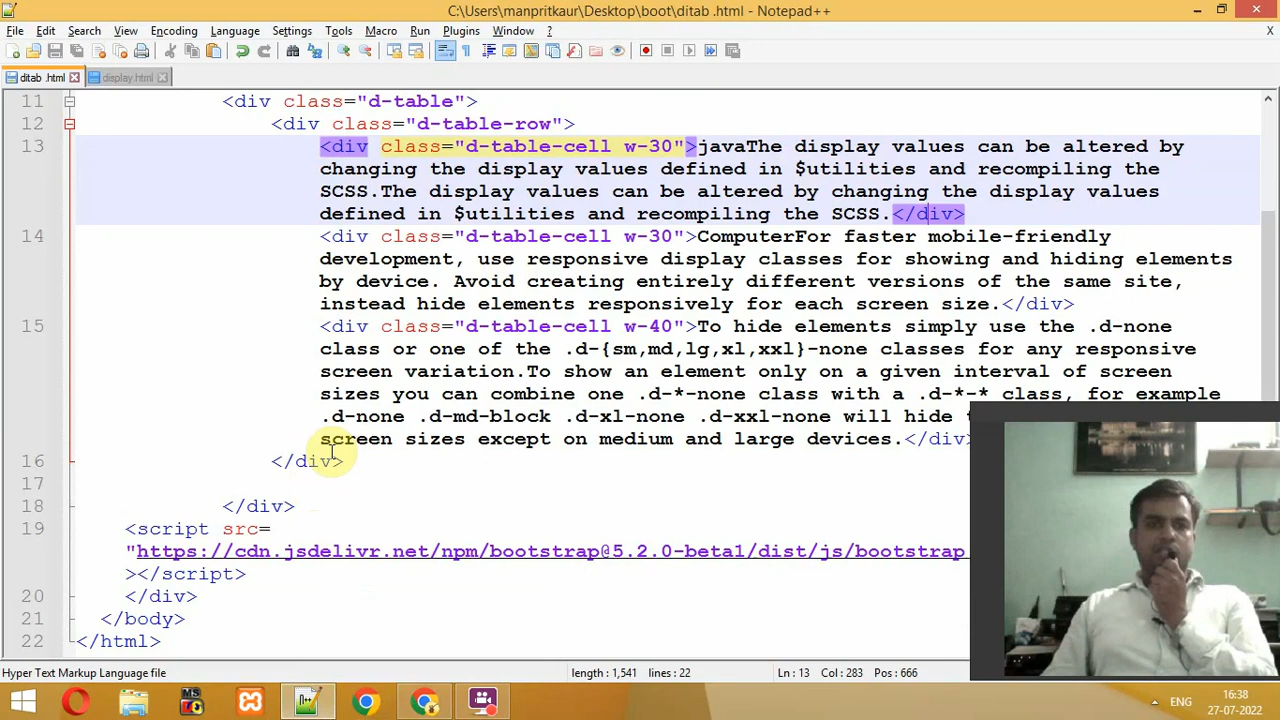 C:\Users\manpritkaur\Desktop\boot\ditab .html - Notepad++
File Edit Search View Encoding Language Settings Tools Macro Run Plugins Window ? X
ditab .html display.html
11 <div class="d-table">
12 <div class="d-table-row">
13 <div class="d-table-cell w-30">javaThe display values can be altered by
changing the display values defined in $utilities and recompiling the
SCSS.The display values can be altered by changing the display values
defined in $utilities and recompiling the SCSS.</div>
14 <div class="d-table-cell w-30">ComputerFor faster mobile-friendly
development, use responsive display classes for showing and hiding elements
by device. Avoid creating entirely different versions of the same site,
instead hide elements responsively for each screen size.</div>
15 <div class="d-table-cell w-40">To hide elements simply use the .d-none
class or one of the .d-{sm,md,lg,xl,xxl}-none classes for any responsive
screen variation.To show an element only on a given interval of screen
sizes you can combine one .d-*-none class with a .d-*-* class, for example
.d-none .d-md-block .d-xl-none .d-xxl-none will hide
screen sizes except on medium and large devices.</div>
16 </div>
17
18 </div>
19 <script src=
"https://cdn.jsdelivr.net/npm/bootstrap@5.2.0-beta1/dist/js/bootstrap
></script>
20 </div>
21 </body>
22 </html>
Hyper Text Markup Language file length : 1,541 lines : 22 Ln : 13 Col : 283 Pos : 666
MS
ENG
16:38
27-07-2022